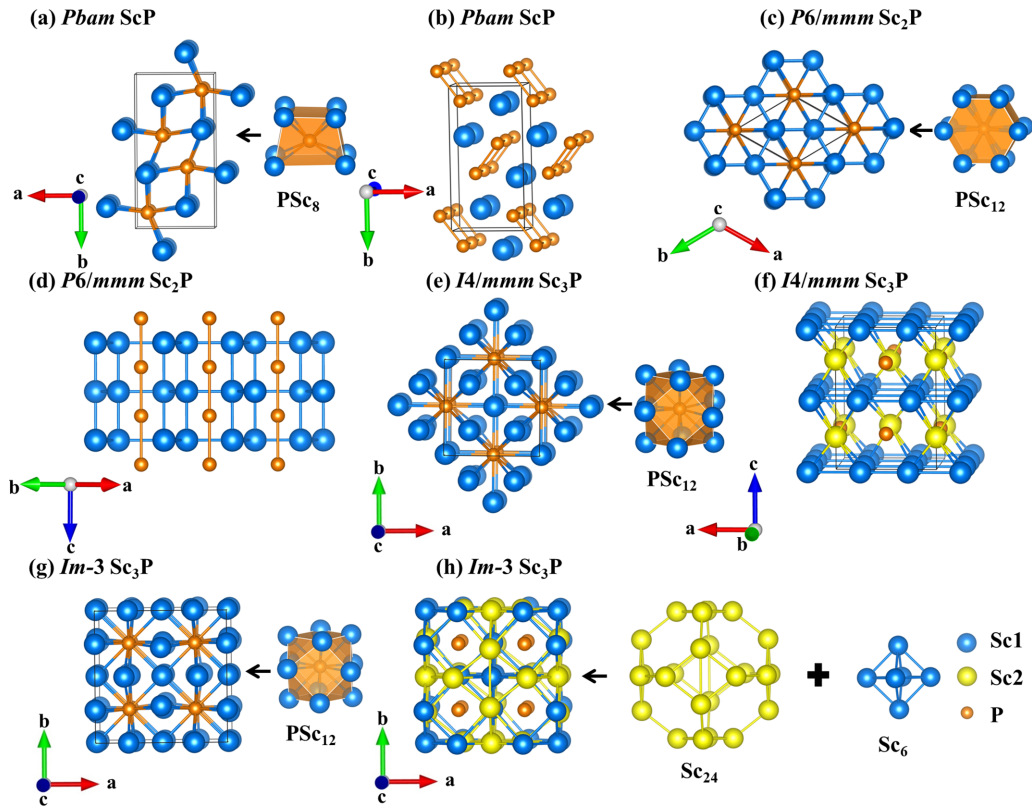 (a) Pbam ScP
(b) Pbam ScP
(c) P6/mmm Sc₂P
PSc₈
PSc₁₂
a
c
b
c
a
b
c
b
a
(d) P6/mmm Sc₂P
(e) I4/mmm Sc₃P
(f) I4/mmm Sc₃P
PSc₁₂
b
a
c
b
a
c
c
a
b
(g) Im-3 Sc₃P
(h) Im-3 Sc₃P
PSc₁₂
Sc₂₄
Sc₆
Sc1
Sc2
P
b
a
c
b
a
c